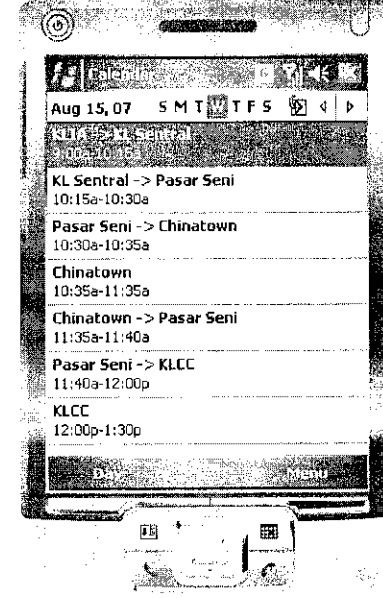 Calendar
Aug 15, 07 S M T W T F S
KLIA -> KL Sentral
KL Sentral -> Pasar Seni
10:15a-10:30a
Pasar Seni -> Chinatown
10:30a-10:35a
Chinatown
10:35a-11:35a
Chinatown -> Pasar Seni
11:35a-11:40a
Pasar Seni -> KLCC
11:40a-12:00p
KLCC
12:00p-1:30p
Menu